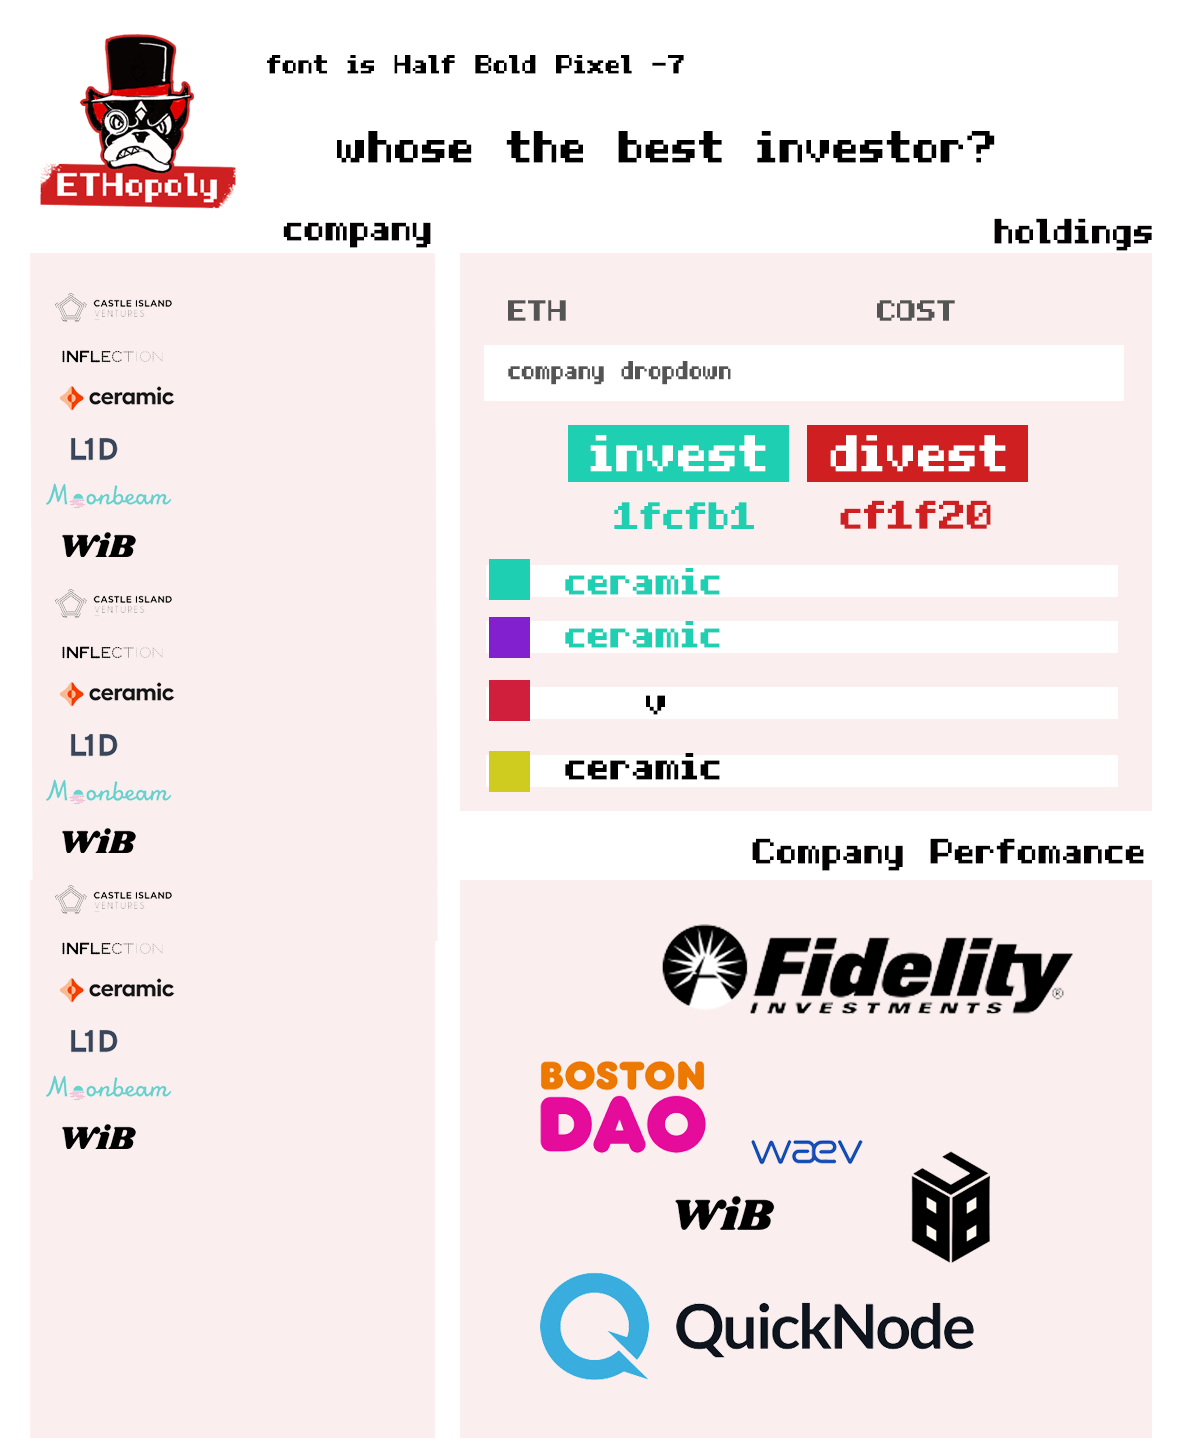 font is Half Bold Pixel -7
whose the best investor?
ETHopoly
company
CASTLE ISLAND
VENTURES
INFLECTION
ceramic
L1D
Moonbeam
WiB
CASTLE ISLAND
VENTURES
INFLECTION
ceramic
L1D
Moonbeam
WiB
CASTLE ISLAND
VENTURES
INFLECTION
ceramic
L1D
Moonbeam
WiB
holdings
ETH COST
company dropdown
invest divest
1fcfb1 cf1f20
ceramic
ceramic
v
ceramic
Company Perfomance
Fidelity
INVESTMENTS ®
BOSTON
DAO
waev
WiB
QuickNode